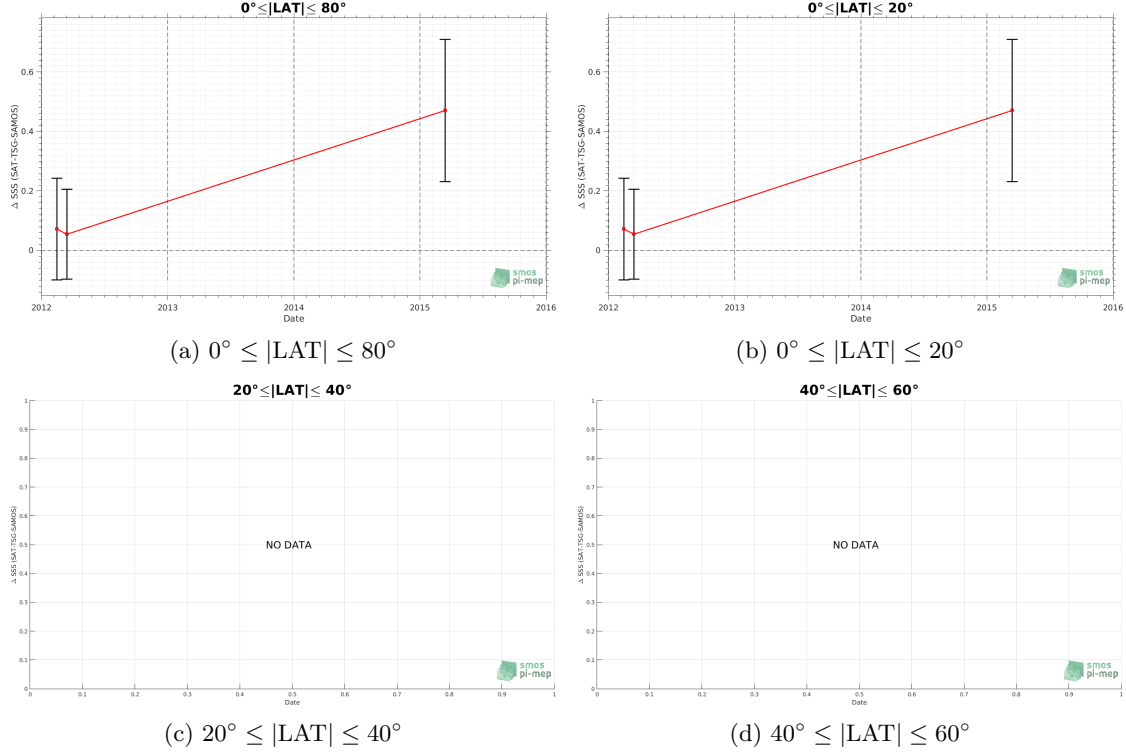 0°≤|LAT|≤ 80°
Δ SSS (SAT-TSG-SAMOS)
0.6
0.4
0.2
0
2012 2013 2014 2015 2016
Date
smos
pi-mep
(a) 0° ≤ |LAT| ≤ 80°
0°≤|LAT|≤ 20°
Δ SSS (SAT-TSG-SAMOS)
0.6
0.4
0.2
0
2012 2013 2014 2015 2016
Date
smos
pi-mep
(b) 0° ≤ |LAT| ≤ 20°
20°≤|LAT|≤ 40°
Δ SSS (SAT-TSG-SAMOS)
1
0.9
0.8
0.7
0.6
0.5
0.4
0.3
0.2
0.1
0
NO DATA
0 0.1 0.2 0.3 0.4 0.5 0.6 0.7 0.8 0.9 1
Date
smos
pi-mep
(c) 20° ≤ |LAT| ≤ 40°
40°≤|LAT|≤ 60°
Δ SSS (SAT-TSG-SAMOS)
1
0.9
0.8
0.7
0.6
0.5
0.4
0.3
0.2
0.1
0
NO DATA
0 0.1 0.2 0.3 0.4 0.5 0.6 0.7 0.8 0.9 1
Date
smos
pi-mep
(d) 40° ≤ |LAT| ≤ 60°